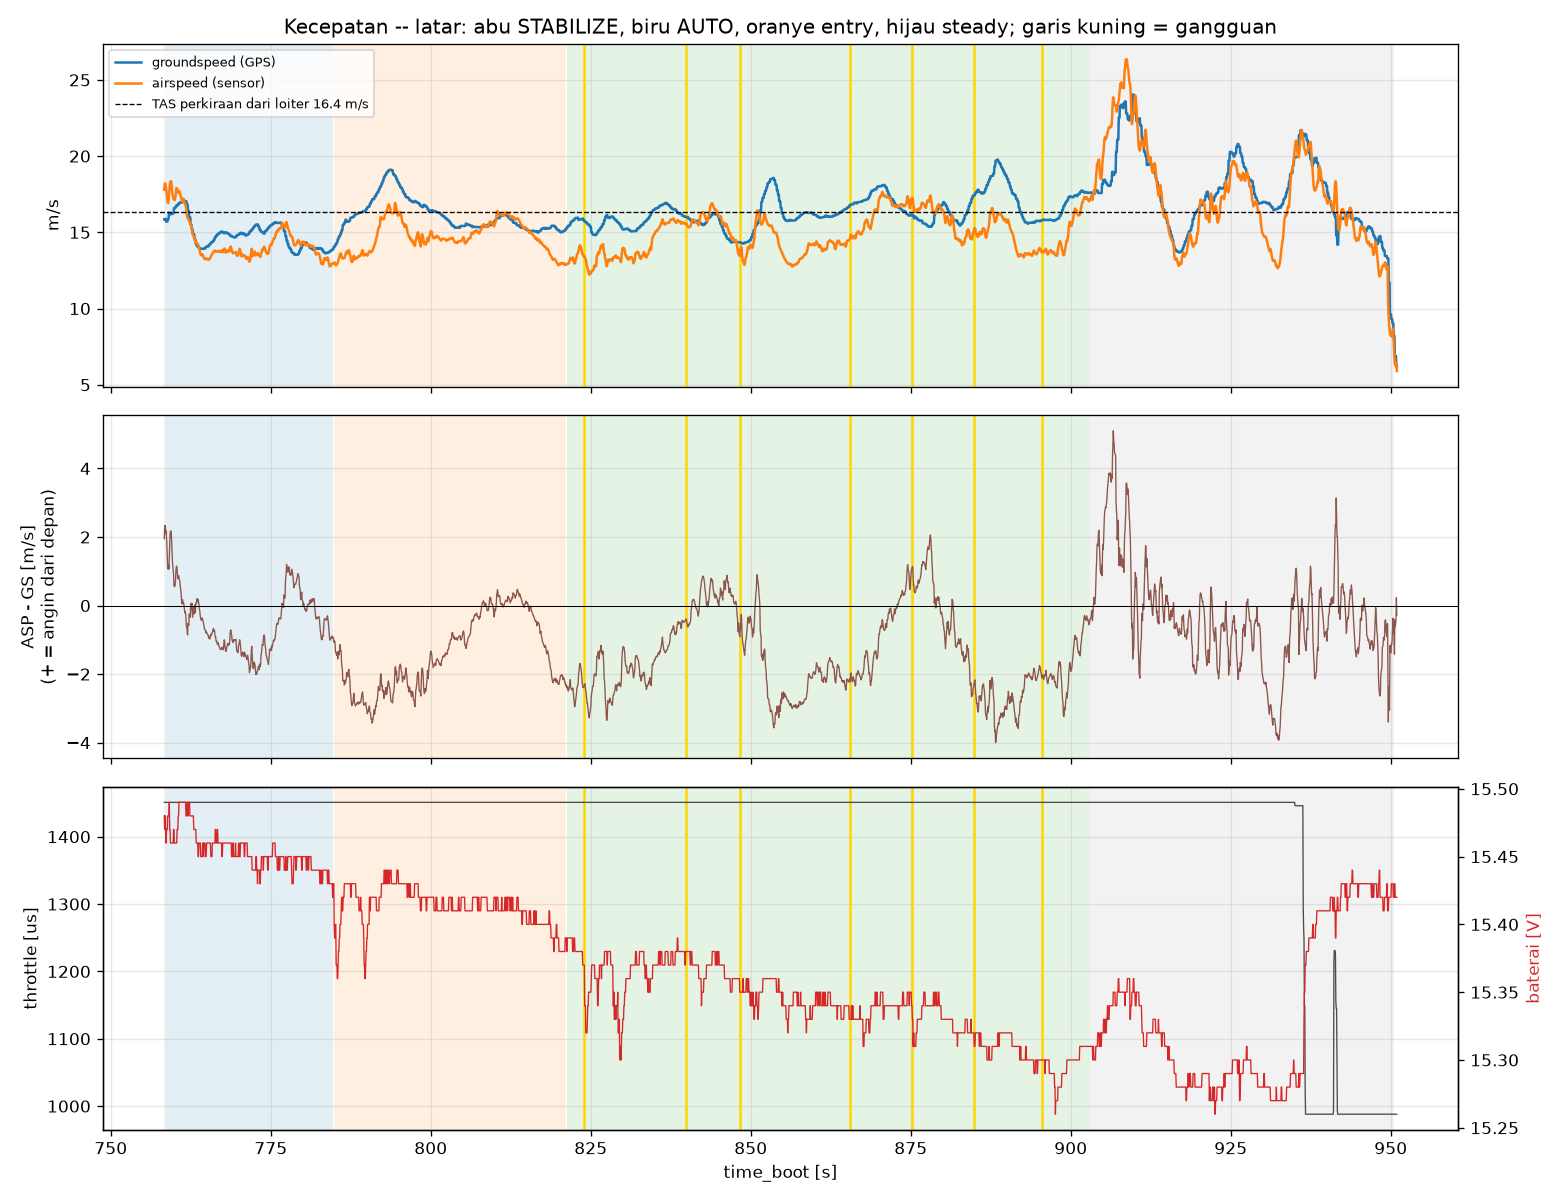 Kecepatan -- latar: abu STABILIZE, biru AUTO, oranye entry, hijau steady; garis kuning = gangguan
groundspeed (GPS)
airspeed (sensor)
TAS perkiraan dari loiter 16.4 m/s
25
20
15
10
5
m/s
4
2
0
−2
−4
ASP - GS [m/s]
(+ = angin dari depan)
1400
1300
1200
1100
1000
throttle [us]
15.50
15.45
15.40
15.35
15.30
15.25
baterai [V]
750 775 800 825 850 875 900 925 950
time_boot [s]